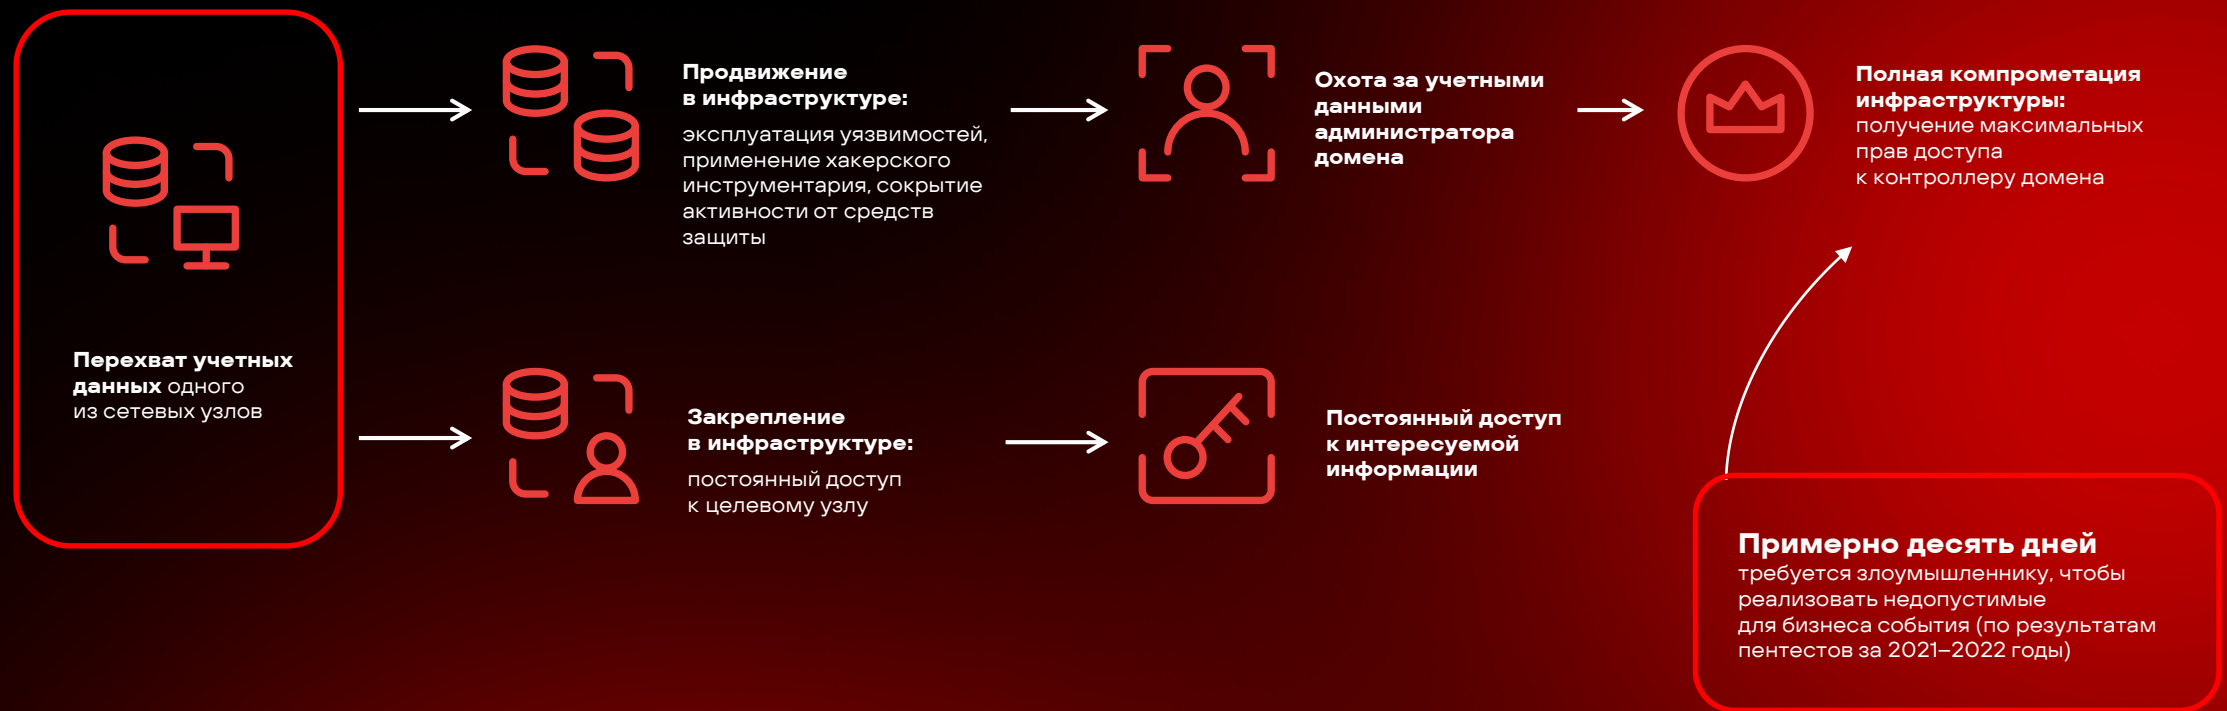 Перехват учетных
данных одного
из сетевых узлов
Продвижение
в инфраструктуре:
эксплуатация уязвимостей,
применение хакерского
инструментария, сокрытие
активности от средств
защиты
Охота за учетными
данными
администратора
домена
Полная компрометация
инфраструктуры:
получение максимальных
прав доступа
к контроллеру домена
Закрепление
в инфраструктуре:
постоянный доступ
к целевому узлу
Постоянный доступ
к интересуемой
информации
Примерно десять дней
требуется злоумышленнику, чтобы
реализовать недопустимые
для бизнеса события (по результатам
пентестов за 2021–2022 годы)